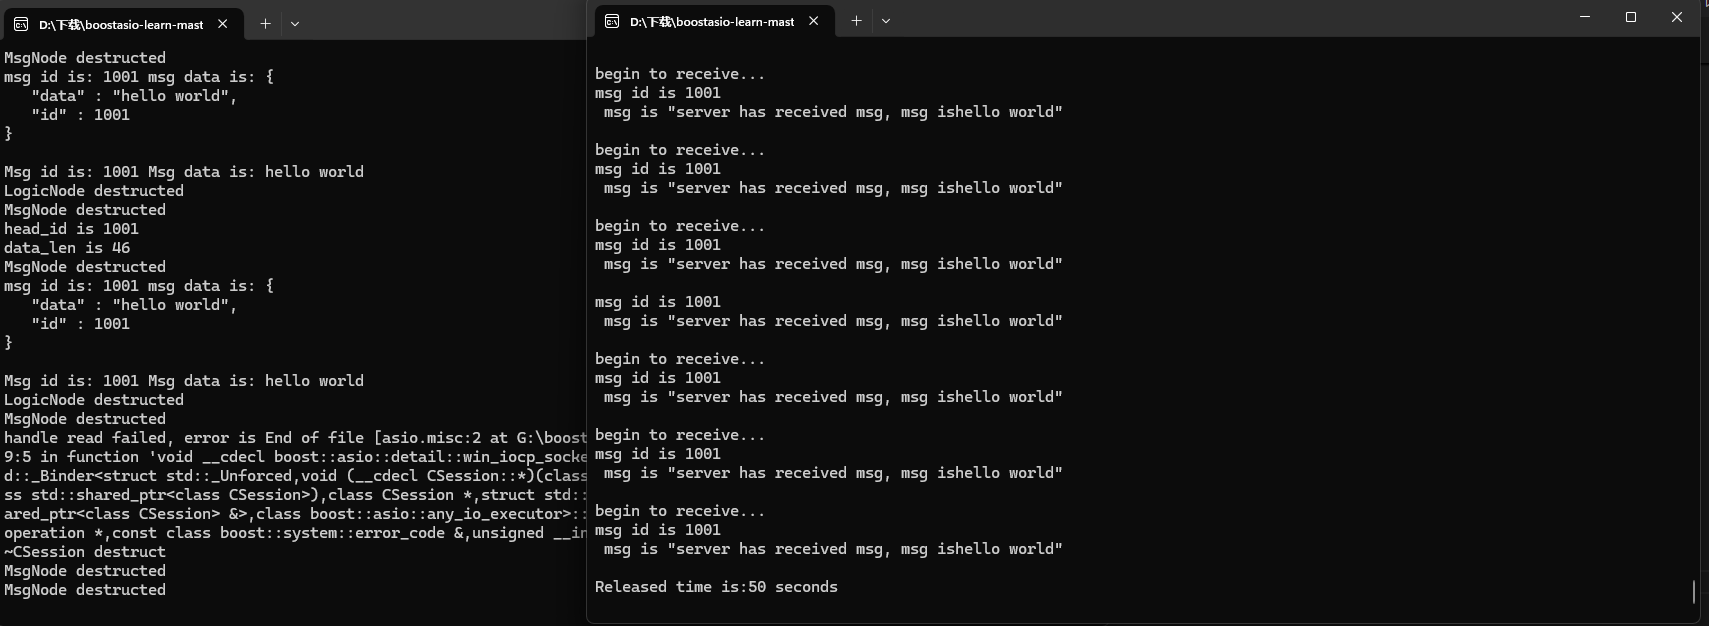 D:\下载\boostasio-learn-mast
MsgNode destructed
msg id is: 1001 msg data is: {
   "data" : "hello world",
   "id" : 1001
}
Msg id is: 1001 Msg data is: hello world
LogicNode destructed
MsgNode destructed
head_id is 1001
data_len is 46
MsgNode destructed
msg id is: 1001 msg data is: {
   "data" : "hello world",
   "id" : 1001
}
Msg id is: 1001 Msg data is: hello world
LogicNode destructed
MsgNode destructed
handle read failed, error is End of file [asio.misc:2 at G:\boost
9:5 in function 'void __cdecl boost::asio::detail::win_iocp_socke
d::_Binder<struct std::_Unforced,void (__cdecl CSession::*)(class
ss std::shared_ptr<class CSession>),class CSession *,struct std::
ared_ptr<class CSession> &>,class boost::asio::any_io_executor>::
operation *,const class boost::system::error_code &,unsigned __in
~CSession destruct
MsgNode destructed
MsgNode destructed
D:\下载\boostasio-learn-mast
begin to receive...
msg id is 1001
 msg is "server has received msg, msg ishello world"
begin to receive...
msg id is 1001
 msg is "server has received msg, msg ishello world"
begin to receive...
msg id is 1001
 msg is "server has received msg, msg ishello world"
msg id is 1001
 msg is "server has received msg, msg ishello world"
begin to receive...
msg id is 1001
 msg is "server has received msg, msg ishello world"
begin to receive...
msg id is 1001
 msg is "server has received msg, msg ishello world"
begin to receive...
msg id is 1001
 msg is "server has received msg, msg ishello world"
Released time is:50 seconds